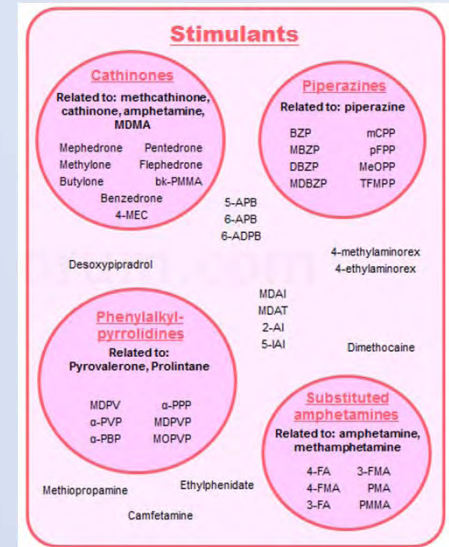 Stimulants
Cathinones
Related to: methcathinone,
cathinone, amphetamine,
MDMA
Mephedrone Pentedrone
Methylone Flephedrone
Butylone bk-PMMA
Benzedrone
4-MEC
Piperazines
Related to: piperazine
BZP mCPP
MBZP pFPP
DBZP MeOPP
MDBZP TFMPP
5-APB
6-APB
6-ADPB
Desoxypipradrol
4-methylaminorex
4-ethylaminorex
MDAI
MDAT
2-AI
5-IAI
Dimethocaine
Phenylalkyl-
pyrrolidines
Related to:
Pyrovalerone, Prolintane
MDPV α-PPP
α-PVP MDPVP
α-PBP MOPVP
Substituted
amphetamines
Related to: amphetamine,
methamphetamine
4-FA 3-FMA
4-FMA PMA
3-FA PMMA
Methiopropamine
Ethylphenidate
Camfetamine